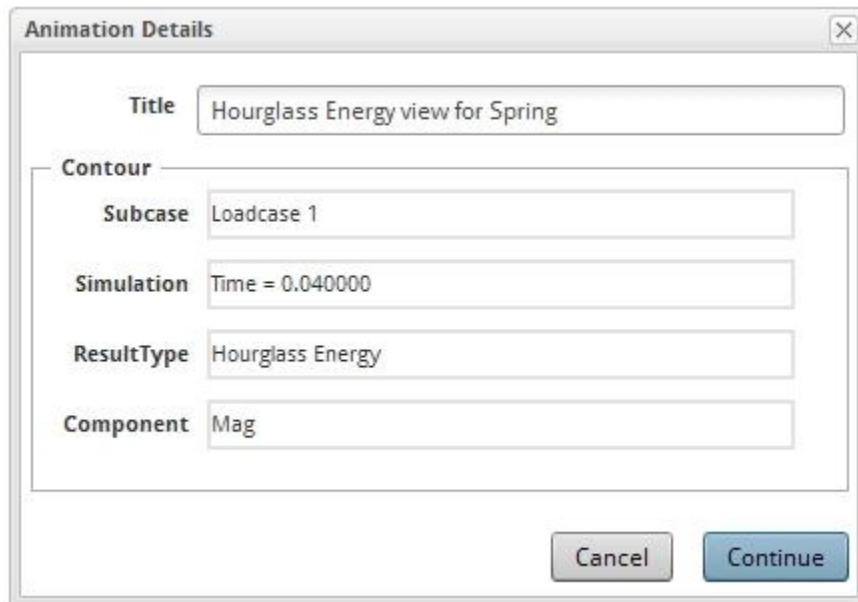 Animation Details
Title Hourglass Energy view for Spring
Contour
Subcase Loadcase 1
Simulation Time = 0.040000
ResultType Hourglass Energy
Component Mag
Cancel Continue